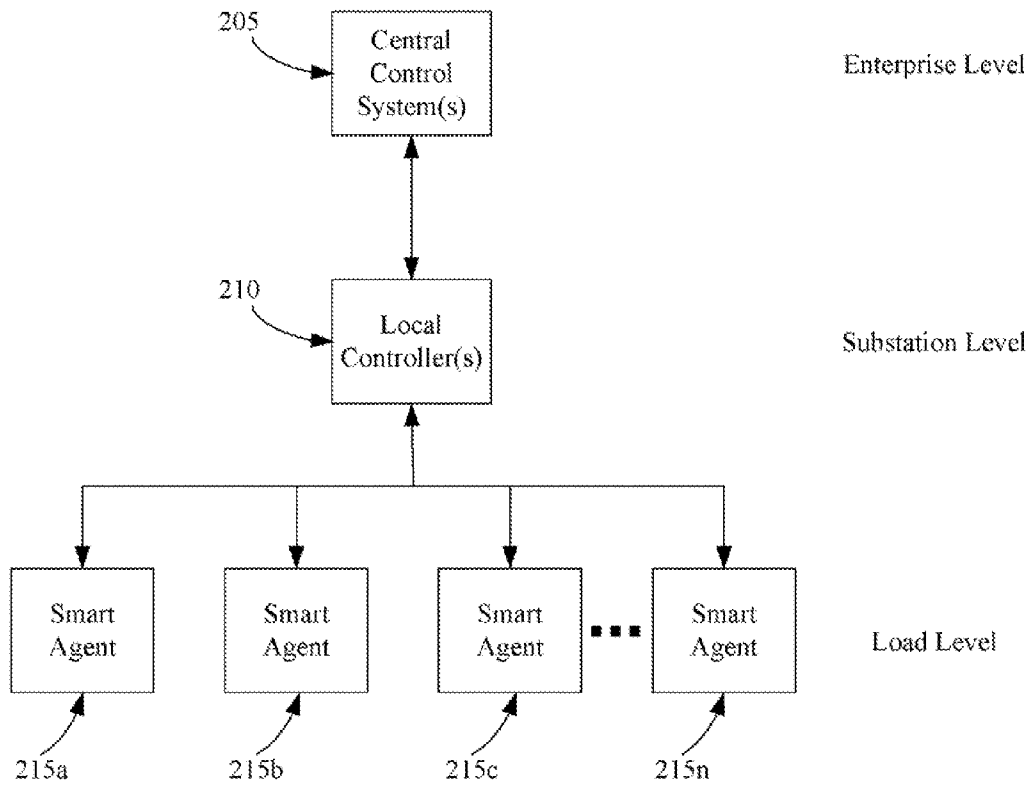 205
Central
Control
System(s)
Enterprise Level
210
Local
Controller(s)
Substation Level
Smart
Agent
Smart
Agent
Smart
Agent
Smart
Agent
Load Level
215a
215b
215c
215n